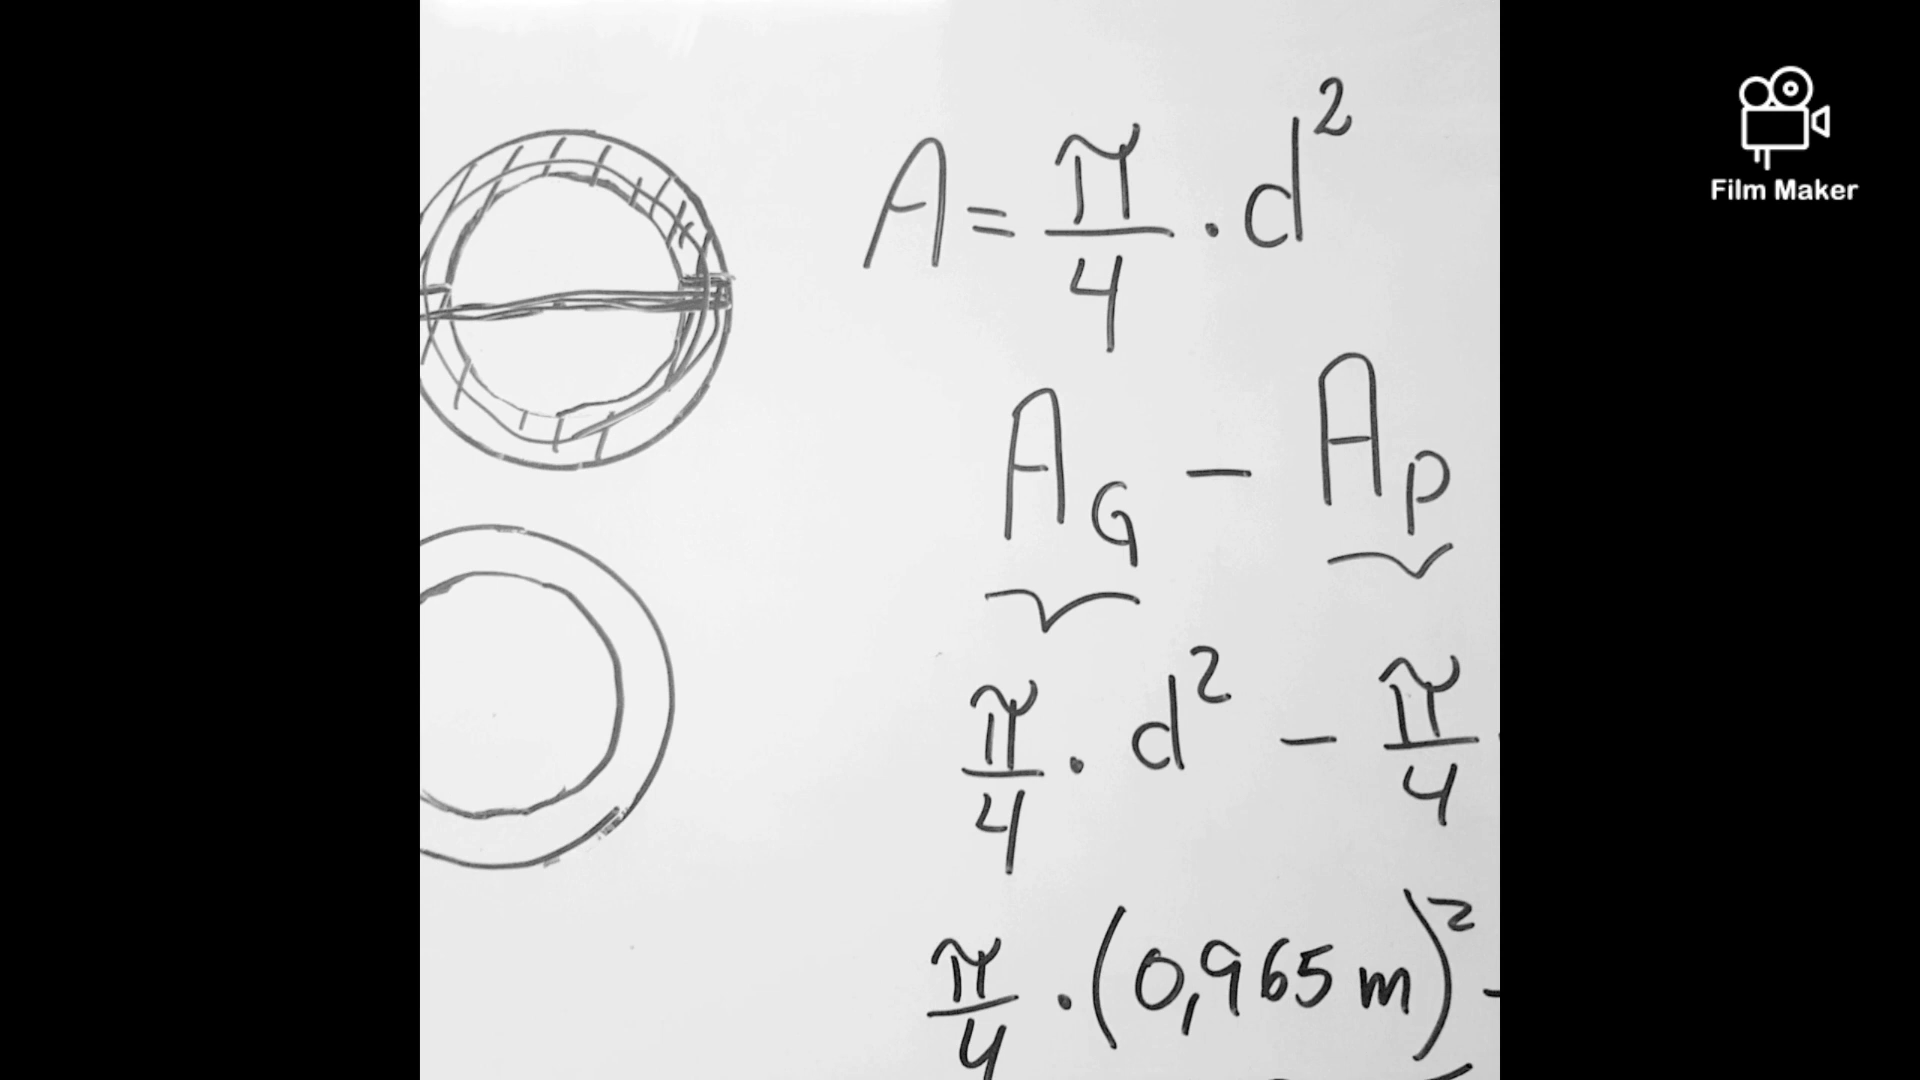 A = π/4 · d²
A_G − A_P
π/4 · d² − π/4
π/4 · (0,965 m)² −
Film Maker